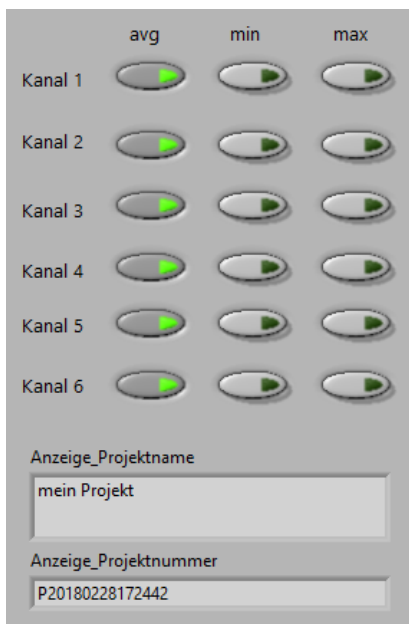 avg min max
Kanal 1
Kanal 2
Kanal 3
Kanal 4
Kanal 5
Kanal 6
Anzeige_Projektname
mein Projekt
Anzeige_Projektnummer
P20180228172442